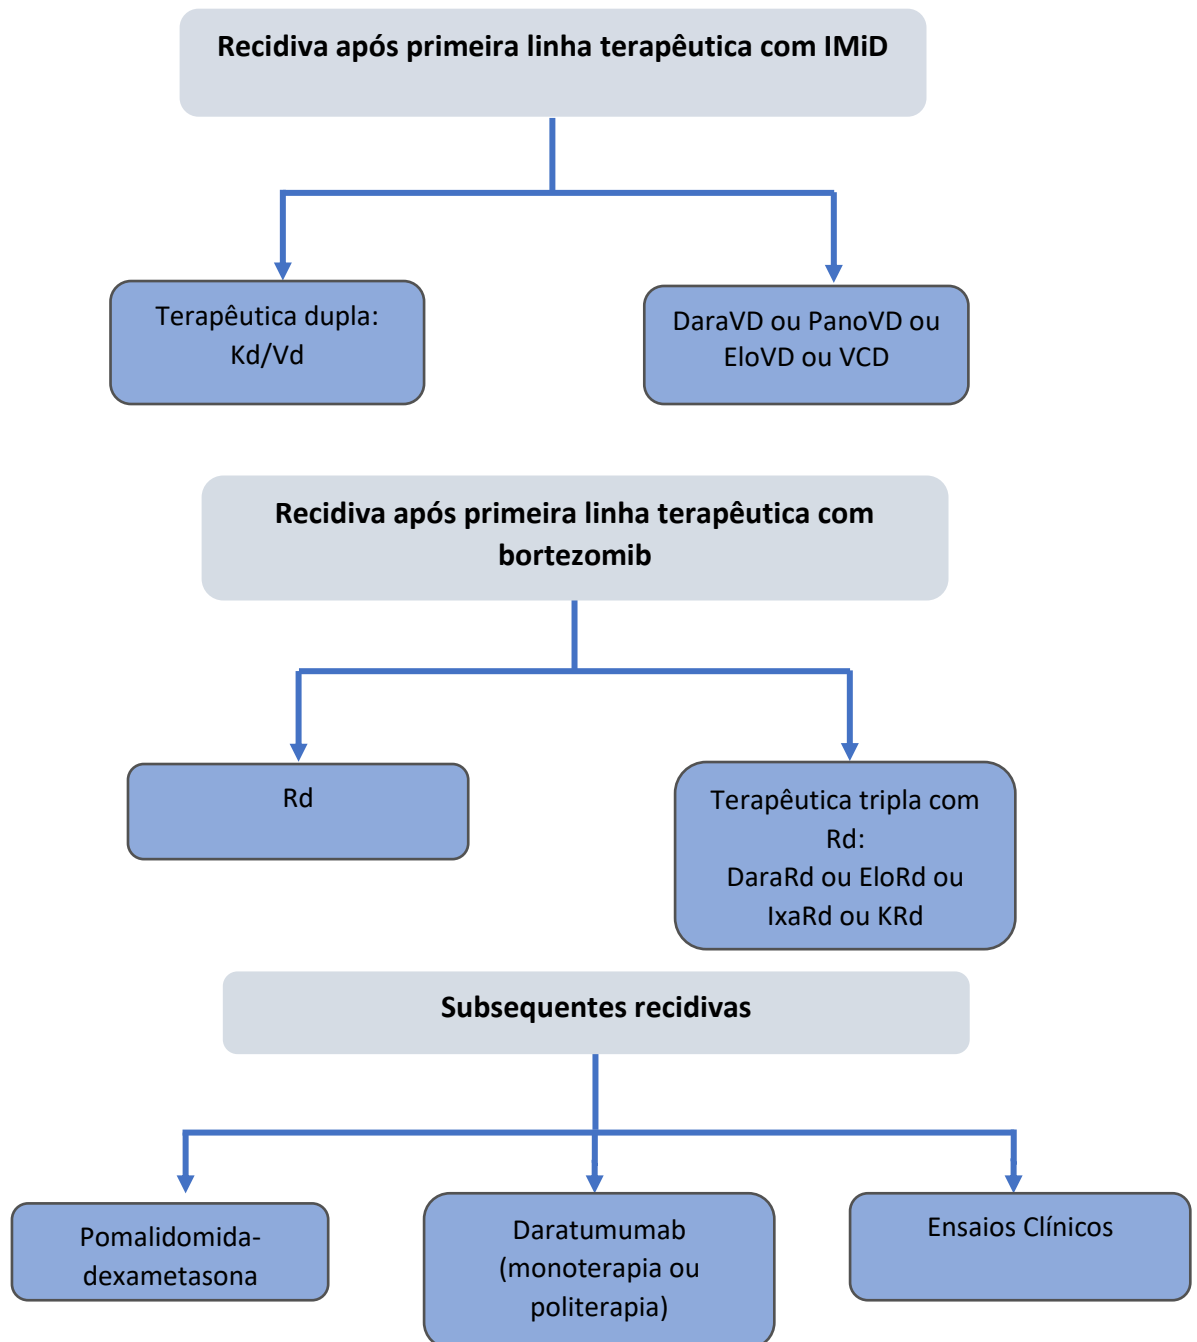 Recidiva após primeira linha terapêutica com IMiD
Terapêutica dupla:
Kd/Vd
DaraVD ou PanoVD ou
EloVD ou VCD
Recidiva após primeira linha terapêutica com
bortezomib
Rd
Terapêutica tripla com
Rd:
DaraRd ou EloRd ou
IxaRd ou KRd
Subsequentes recidivas
Pomalidomida-
dexametasona
Daratumumab
(monoterapia ou
politerapia)
Ensaios Clínicos